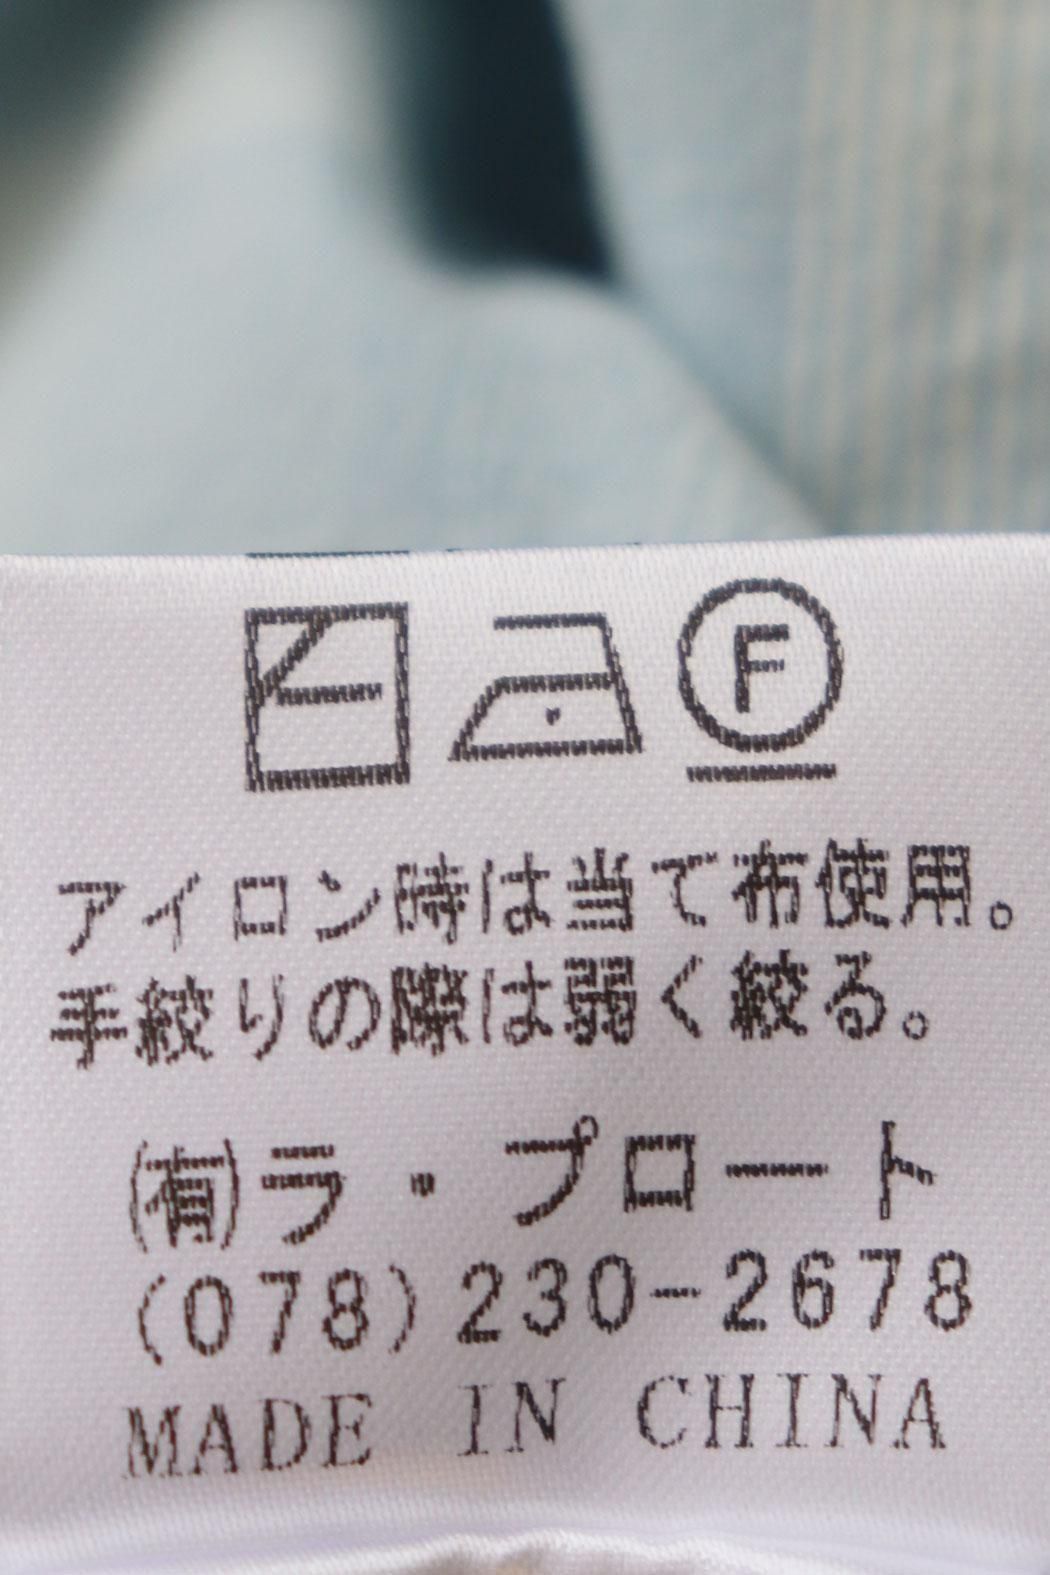 F
アイロン時は当て布使用。
手絞りの際は弱く絞る。
㈲ラ・プロート
(078)230-2678
MADE IN CHINA